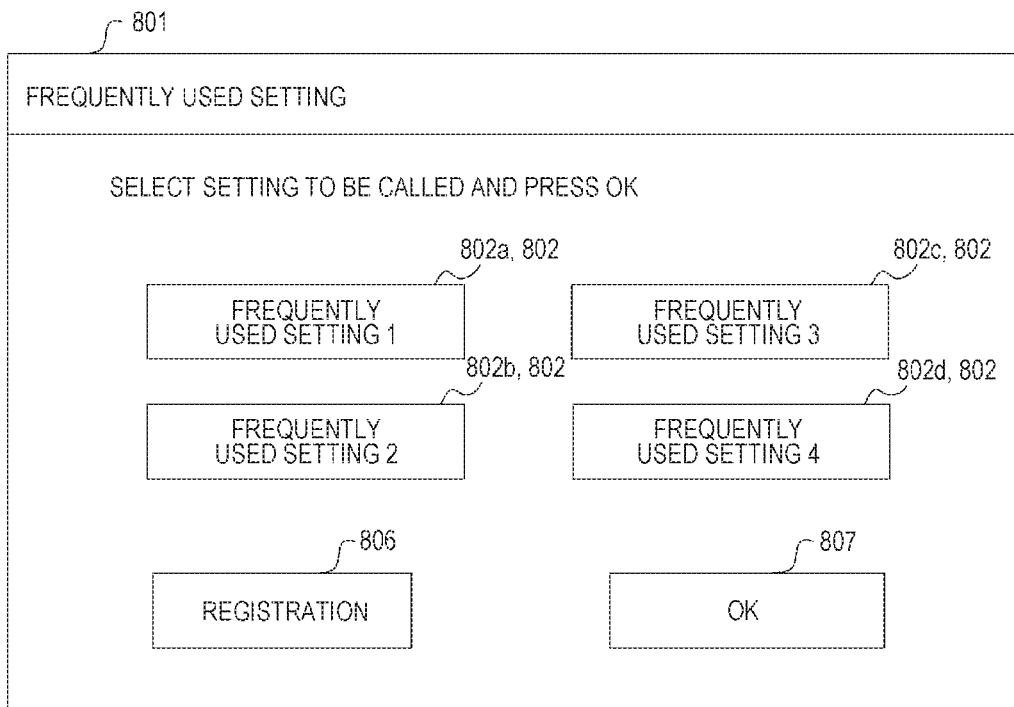 801
FREQUENTLY USED SETTING
SELECT SETTING TO BE CALLED AND PRESS OK
802a, 802
802c, 802
FREQUENTLY
USED SETTING 1
FREQUENTLY
USED SETTING 3
802b, 802
802d, 802
FREQUENTLY
USED SETTING 2
FREQUENTLY
USED SETTING 4
806
807
REGISTRATION
OK